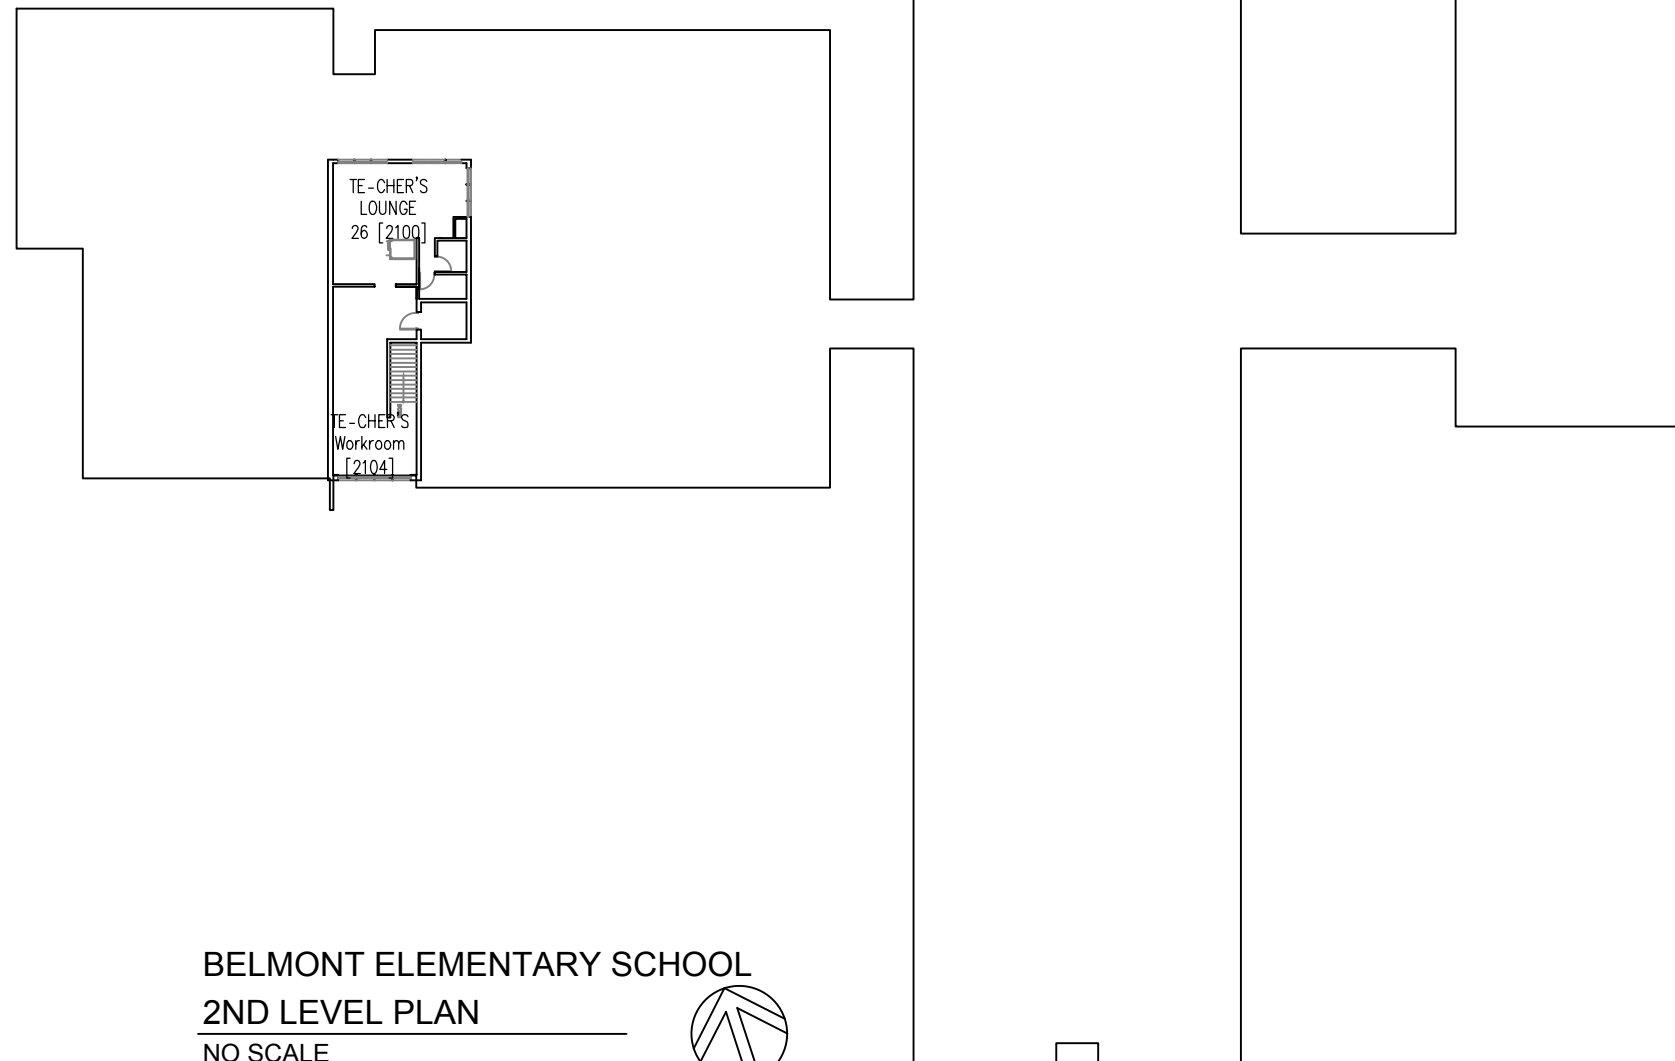 TE-CHER'S
LOUNGE
26 [2100]
TE-CHER'S
Workroom
[2104]
BELMONT ELEMENTARY SCHOOL
2ND LEVEL PLAN
NO SCALE